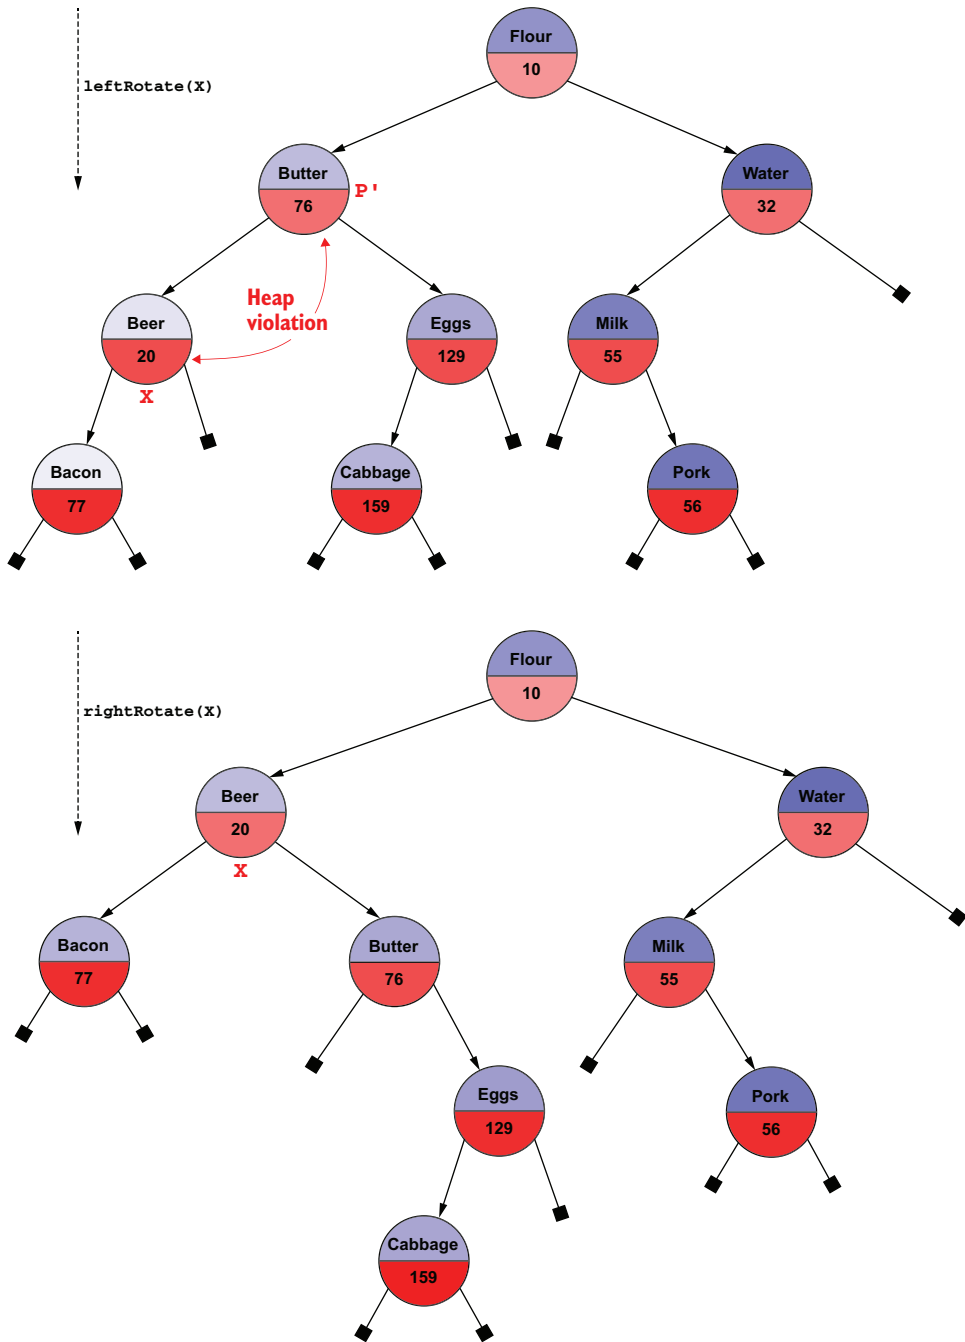 Flour
10
leftRotate(X)
Butter
76
P'
Water
32
Heap
violation
Beer
20
X
Eggs
129
Milk
55
Bacon
77
Cabbage
159
Pork
56
Flour
10
rightRotate(X)
Beer
20
X
Water
32
Bacon
77
Butter
76
Milk
55
Eggs
129
Pork
56
Cabbage
159